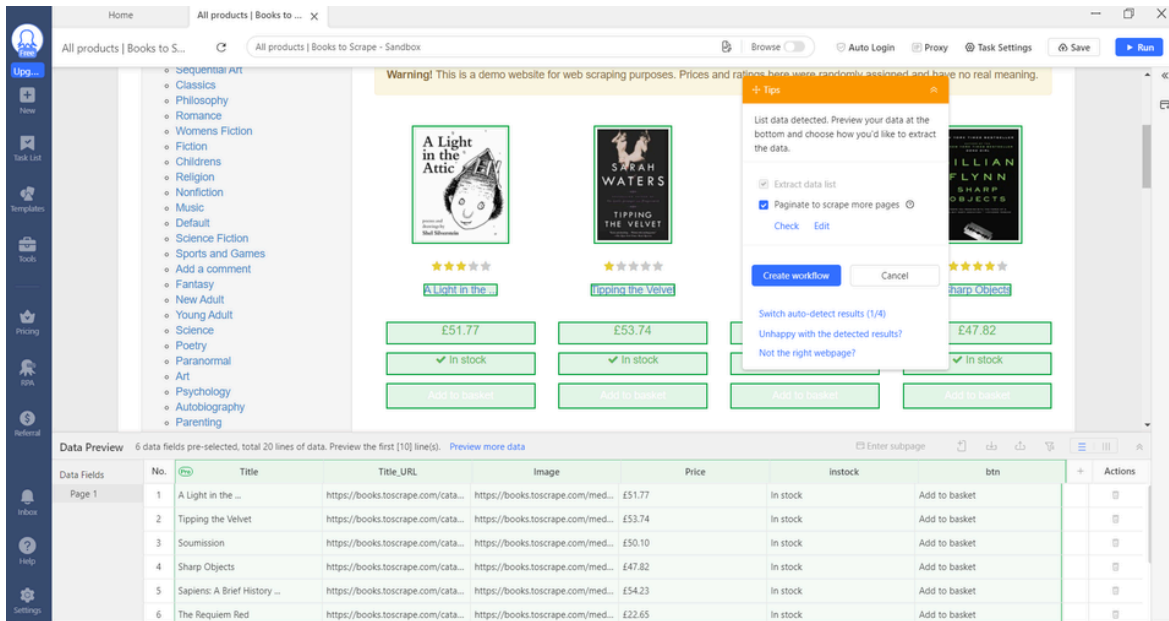 Home
All products | Books to ...
Free
Upg...
New
Task List
Templates
Tools
Pricing
RPA
Referral
Inbox
Help
Settings
All products | Books to S...
All products | Books to Scrape - Sandbox
Browse
Auto Login
Proxy
Task Settings
Save
Run
Sequential Art
Classics
Philosophy
Romance
Womens Fiction
Fiction
Childrens
Religion
Nonfiction
Music
Default
Science Fiction
Sports and Games
Add a comment
Fantasy
New Adult
Young Adult
Science
Poetry
Paranormal
Art
Psychology
Autobiography
Parenting
Warning! This is a demo website for web scraping purposes. Prices and ratings here were randomly assigned and have no real meaning.
A Light
in the
Attic
Shel Silverstein
A Light in the ...
£51.77
In stock
Add to basket
SARAH
WATERS
TIPPING
THE VELVET
Tipping the Velvet
£53.74
In stock
Add to basket
Add to basket
ILLIAN
FLYNN
SHARP
OBJECTS
Sharp Objects
£47.82
In stock
Add to basket
Tips
List data detected. Preview your data at the
bottom and choose how you'd like to extract
the data.
Extract data list
Paginate to scrape more pages
Check Edit
Create workflow
Cancel
Switch auto-detect results (1/4)
Unhappy with the detected results?
Not the right webpage?
Data Preview 6 data fields pre-selected, total 20 lines of data. Preview the first [10] line(s). Preview more data
Enter subpage
Data Fields
Page 1
No. Pro Title Title_URL Image Price instock btn + Actions
1 A Light in the ... https://books.toscrape.com/cata... https://books.toscrape.com/med... £51.77 In stock Add to basket
2 Tipping the Velvet https://books.toscrape.com/cata... https://books.toscrape.com/med... £53.74 In stock Add to basket
3 Soumission https://books.toscrape.com/cata... https://books.toscrape.com/med... £50.10 In stock Add to basket
4 Sharp Objects https://books.toscrape.com/cata... https://books.toscrape.com/med... £47.82 In stock Add to basket
5 Sapiens: A Brief History ... https://books.toscrape.com/cata... https://books.toscrape.com/med... £54.23 In stock Add to basket
6 The Requiem Red https://books.toscrape.com/cata... https://books.toscrape.com/med... £22.65 In stock Add to basket